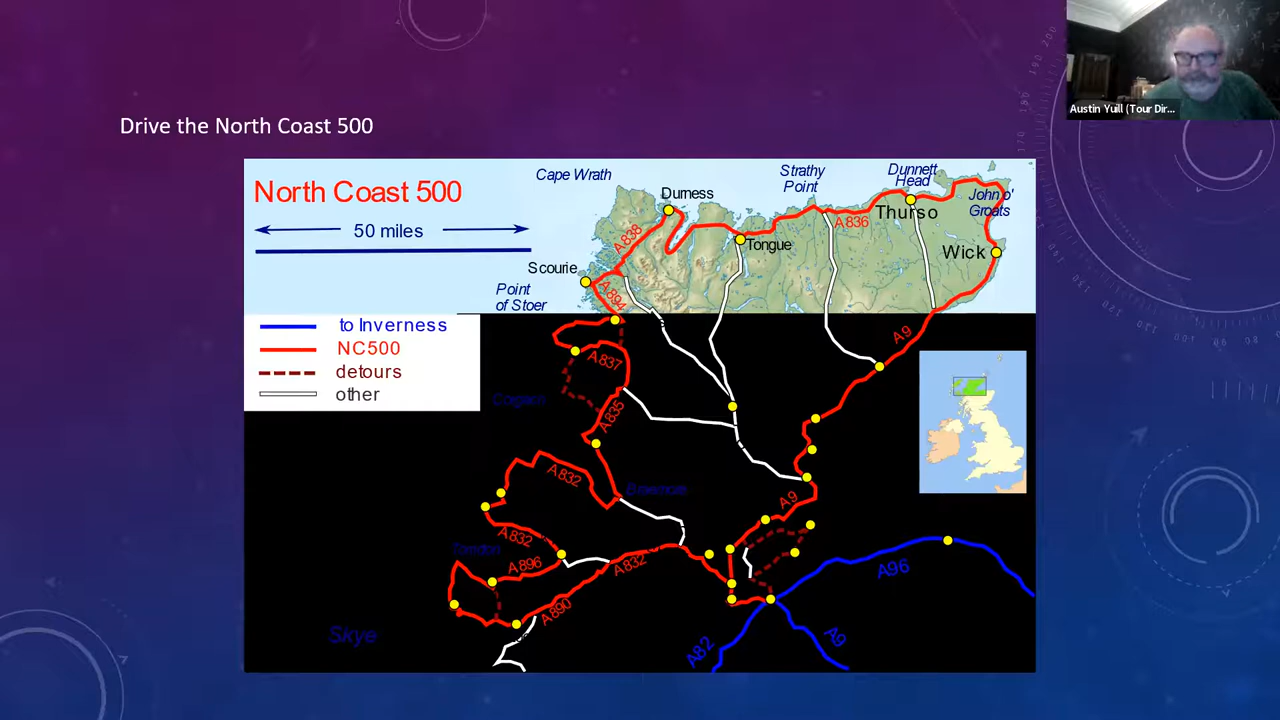 Austin Yuill (Tour Dir...
Drive the North Coast 500
North Coast 500
50 miles
Cape Wrath
Durness
Strathy
Point
Dunnett
Head
John o'
Groats
Thurso
A836
A838
Tongue
Wick
Scourie
A894
Point
of Stoer
to Inverness
NC500
detours
other
A9
A837
A835
A832
A9
A832
A896
A832
A890
A96
Skye
A82
A9